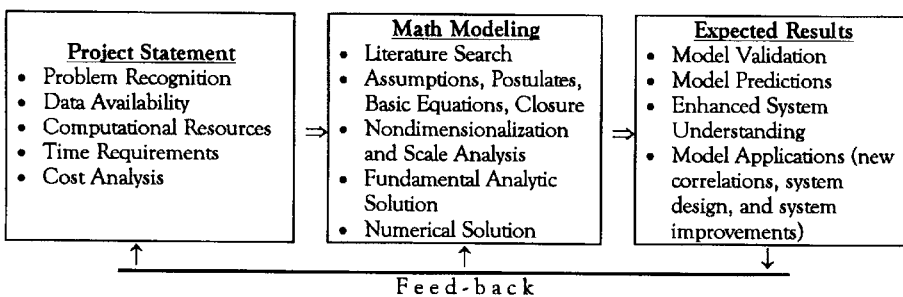 Project Statement
• Problem Recognition
• Data Availability
• Computational Resources
• Time Requirements
• Cost Analysis
⇒
Math Modeling
• Literature Search
• Assumptions, Postulates,
Basic Equations, Closure
• Nondimensionalization
and Scale Analysis
• Fundamental Analytic
Solution
• Numerical Solution
⇒
Expected Results
• Model Validation
• Model Predictions
• Enhanced System
Understanding
• Model Applications (new
correlations, system
design, and system
improvements)
↑ ↑ ↓
Feed-back